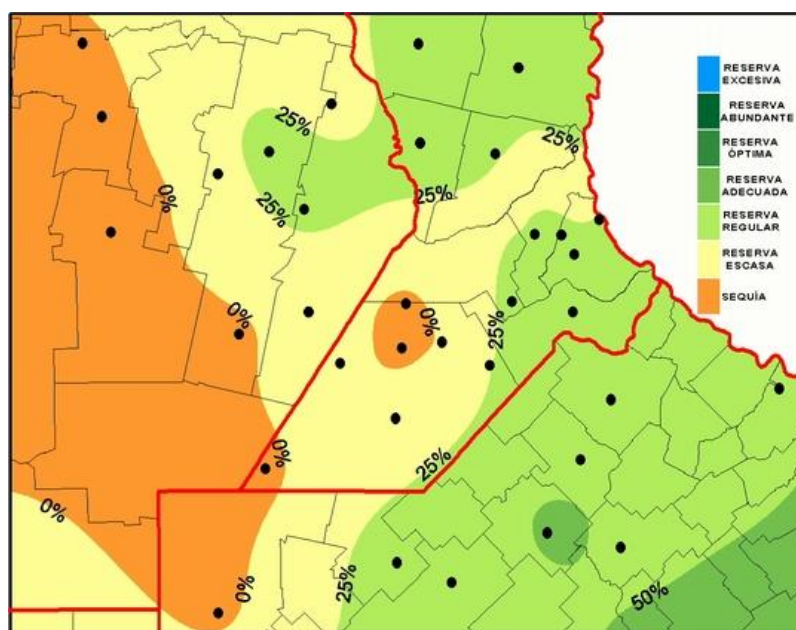 25%
25%
0%
25%
25%
0%
0%
25%
0%
25%
0%
0%
25%
50%
RESERVA
EXCESIVA
RESERVA
ABUNDANTE
RESERVA
ÓPTIMA
RESERVA
ADECUADA
RESERVA
REGULAR
RESERVA
ESCASA
SEQUÍA